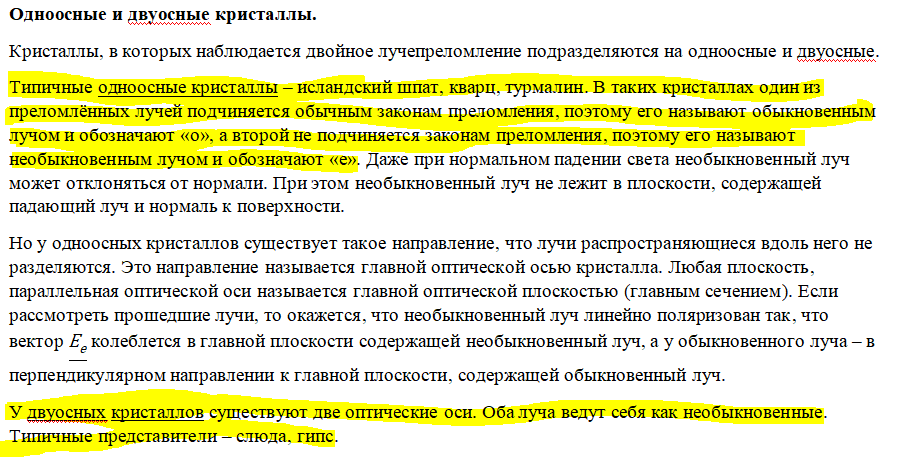 Одноосные и двуосные кристаллы.
Кристаллы, в которых наблюдается двойное лучепреломление подразделяются на одноосные и двуосные.
Типичные одноосные кристаллы – исландский шпат, кварц, турмалин. В таких кристаллах один из
преломлённых лучей подчиняется обычным законам преломления, поэтому его называют обыкновенным
лучом и обозначают «о», а второй не подчиняется законам преломления, поэтому его называют
необыкновенным лучом и обозначают «е». Даже при нормальном падении света необыкновенный луч
может отклоняться от нормали. При этом необыкновенный луч не лежит в плоскости, содержащей
падающий луч и нормаль к поверхности.
Но у одноосных кристаллов существует такое направление, что лучи распространяющиеся вдоль него не
разделяются. Это направление называется главной оптической осью кристалла. Любая плоскость,
параллельная оптической оси называется главной оптической плоскостью (главным сечением). Если
рассмотреть прошедшие лучи, то окажется, что необыкновенный луч линейно поляризован так, что
вектор E_e колеблется в главной плоскости содержащей необыкновенный луч, а у обыкновенного луча – в
перпендикулярном направлении к главной плоскости, содержащей обыкновенный луч.
У двуосных кристаллов существуют две оптические оси. Оба луча ведут себя как необыкновенные.
Типичные представители – слюда, гипс.